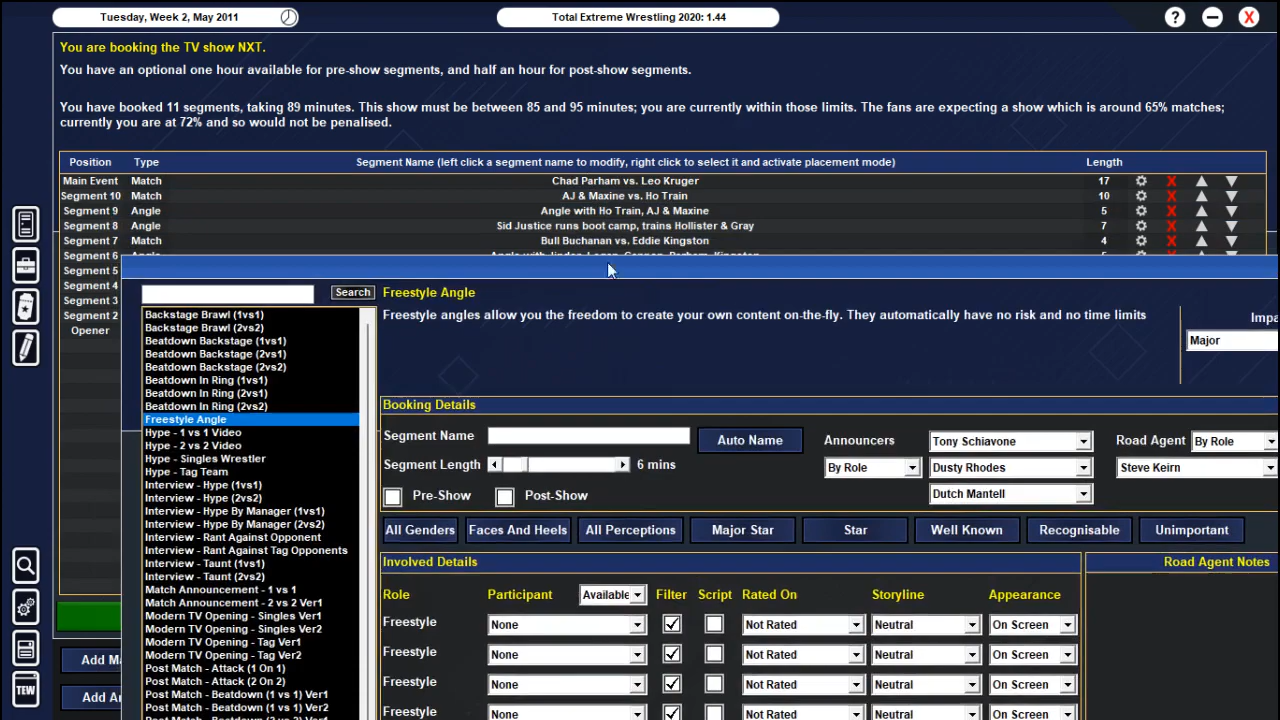 Tuesday, Week 2, May 2011
Total Extreme Wrestling 2020: 1.44
? X
You are booking the TV show NXT.
You have an optional one hour available for pre-show segments, and half an hour for post-show segments.
You have booked 11 segments, taking 89 minutes. This show must be between 85 and 95 minutes; you are currently within those limits. The fans are expecting a show which is around 65% matches;
currently you are at 72% and so would not be penalised.
Position Type Segment Name (left click a segment name to modify, right click to select it and activate placement mode) Length
Main Event Match Chad Parham vs. Leo Kruger 17 X
Segment 10 Match AJ & Maxine vs. Ho Train 10 X
Segment 9 Angle Angle with Ho Train, AJ & Maxine 5 X
Segment 8 Angle Sid Justice runs boot camp, trains Hollister & Gray 7 X
Segment 7 Match Bull Buchanan vs. Eddie Kingston 4 X
Segment 6
Segment 5
Segment 4
Segment 3
Segment 2
Opener
Search
Freestyle Angle
Freestyle angles allow you the freedom to create your own content on-the-fly. They automatically have no risk and no time limits
Impa
Major
Backstage Brawl (1vs1)
Backstage Brawl (2vs2)
Beatdown Backstage (1vs1)
Beatdown Backstage (2vs1)
Beatdown Backstage (2vs2)
Beatdown In Ring (1vs1)
Beatdown In Ring (2vs1)
Beatdown In Ring (2vs2)
Freestyle Angle
Hype - 1 vs 1 Video
Hype - 2 vs 2 Video
Hype - Singles Wrestler
Hype - Tag Team
Interview - Hype (1vs1)
Interview - Hype (2vs2)
Interview - Hype By Manager (1vs1)
Interview - Hype By Manager (2vs2)
Interview - Rant Against Opponent
Interview - Rant Against Tag Opponents
Interview - Taunt (1vs1)
Interview - Taunt (2vs2)
Match Announcement - 1 vs 1
Match Announcement - 2 vs 2 Ver1
Modern TV Opening - Singles Ver1
Modern TV Opening - Singles Ver2
Modern TV Opening - Tag Ver1
Modern TV Opening - Tag Ver2
Post Match - Attack (1 On 1)
Post Match - Attack (2 On 2)
Post Match - Beatdown (1 vs 1) Ver1
Booking Details
Segment Name Auto Name
Segment Length 6 mins
Pre-Show Post-Show
Announcers
By Role
Tony Schiavone
Dusty Rhodes
Dutch Mantell
Road Agent By Role
Steve Keirn
All Genders Faces And Heels All Perceptions Major Star Star Well Known Recognisable Unimportant
Involved Details
Road Agent Notes
Role Participant Available Filter Script Rated On Storyline Appearance
Freestyle None Not Rated Neutral On Screen
Freestyle None Not Rated Neutral On Screen
Freestyle None Not Rated Neutral On Screen
Freestyle None Not Rated Neutral On Screen
Add Ma
Add An
TEW